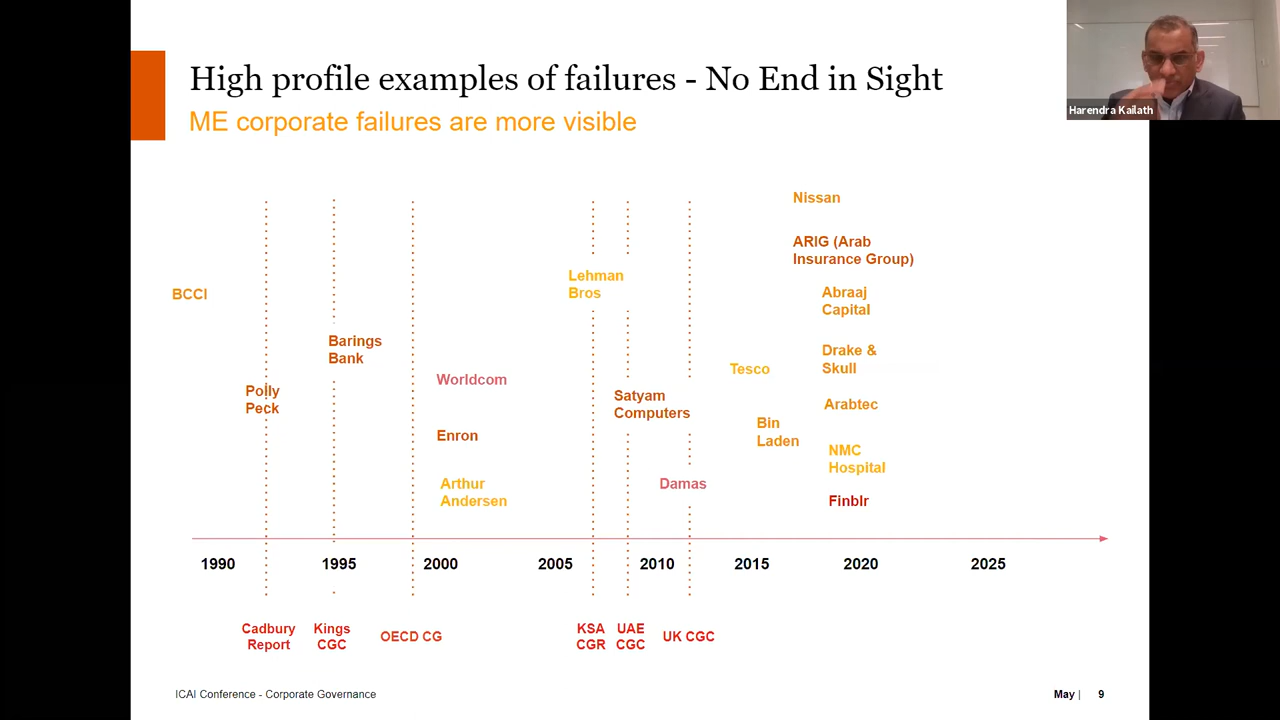 High profile examples of failures - No End in Sight
ME corporate failures are more visible
Harendra Kailath
Nissan
ARIG (Arab
Insurance Group)
Lehman
Bros
BCCI
Abraaj
Capital
Barings
Bank
Drake &
Skull
Worldcom
Tesco
Polly
Peck
Satyam
Computers
Arabtec
Enron
Bin
Laden
NMC
Hospital
Arthur
Andersen
Damas
Finblr
1990
1995
2000
2005
2010
2015
2020
2025
Cadbury
Report
Kings
CGC
OECD CG
KSA
CGR
UAE
CGC
UK CGC
ICAI Conference - Corporate Governance
May | 9